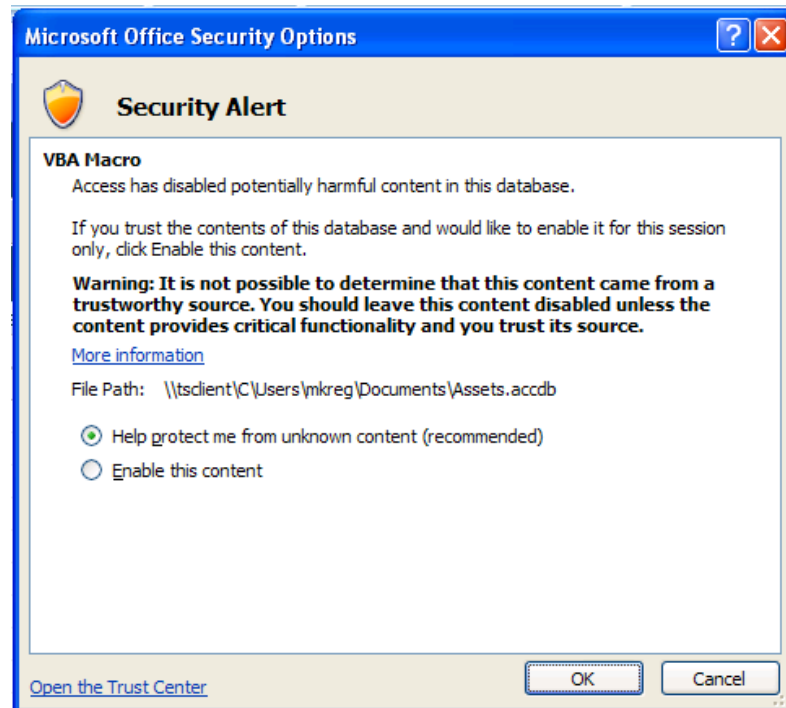 Microsoft Office Security Options
Security Alert
VBA Macro
Access has disabled potentially harmful content in this database.
If you trust the contents of this database and would like to enable it for this session
only, click Enable this content.
Warning: It is not possible to determine that this content came from a
trustworthy source. You should leave this content disabled unless the
content provides critical functionality and you trust its source.
More information
File Path: \\tsclient\C\Users\mkreg\Documents\Assets.accdb
Help protect me from unknown content (recommended)
Enable this content
Open the Trust Center
OK
Cancel